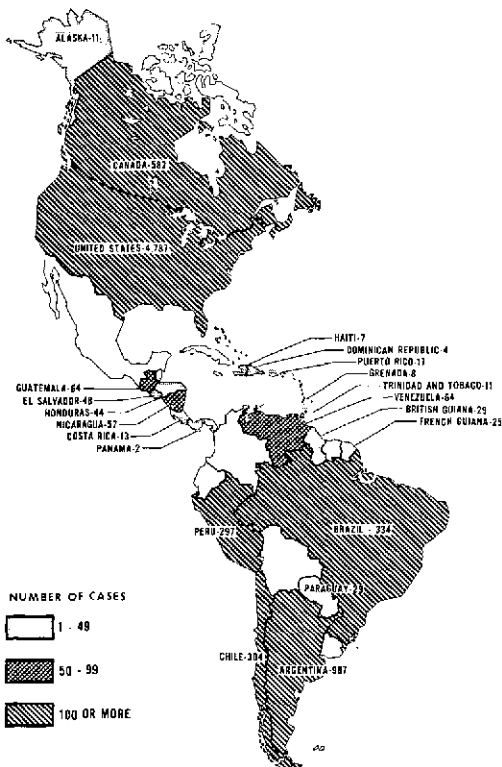 ALASKA-11
CANADA-583
UNITED STATES-4,787
HAITI-7
DOMINICAN REPUBLIC-4
PUERTO RICO-17
GRENADA-8
TRINIDAD AND TOBAGO-11
VENEZUELA-64
BRITISH GUIANA-29
FRENCH GUIANA-25
GUATEMALA-64
EL SALVADOR-48
HONDURAS-44
NICARAGUA-57
COSTA RICA-13
PANAMA-2
PERU-297
BRAZIL-334
PARAGUAY-
CHILE-304
ARGENTINA-987
NUMBER OF CASES
1 - 49
50 - 99
100 OR MORE